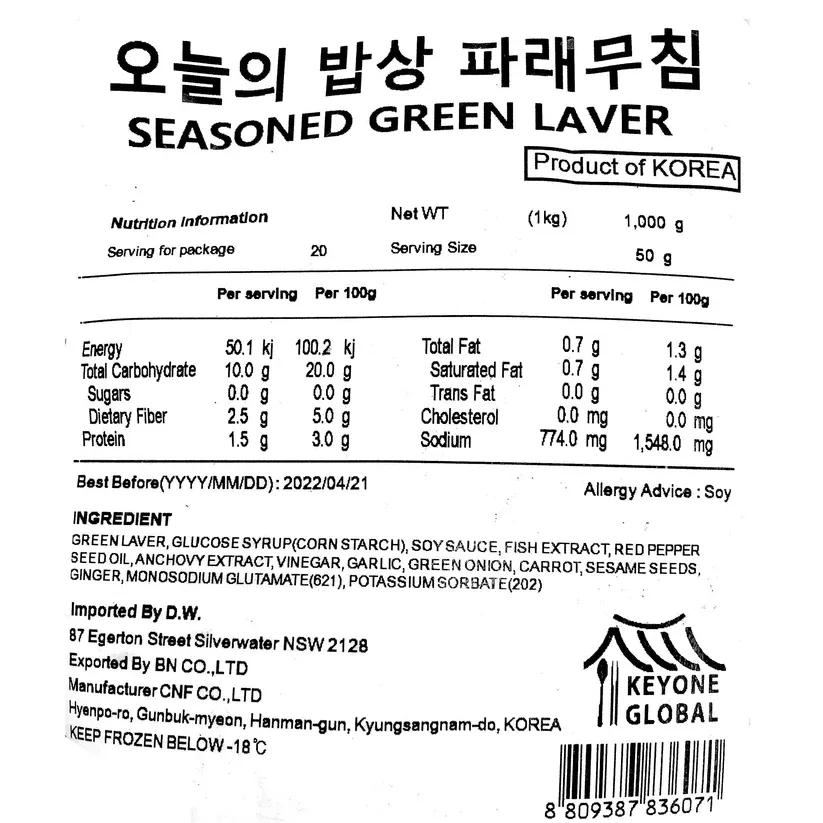 오늘의 밥상 파래무침
SEASONED GREEN LAVER
Product of KOREA
Nutrition Information Net WT (1kg) 1,000 g
Serving for package 20 Serving Size 50 g
Per serving Per 100g Per serving Per 100g
Energy 50.1 kj 100.2 kj Total Fat 0.7 g 1.3 g
Total Carbohydrate 10.0 g 20.0 g Saturated Fat 0.7 g 1.4 g
Sugars 0.0 g 0.0 g Trans Fat 0.0 g 0.0 g
Dietary Fiber 2.5 g 5.0 g Cholesterol 0.0 mg 0.0 mg
Protein 1.5 g 3.0 g Sodium 774.0 mg 1,548.0 mg
Best Before(YYYY/MM/DD) : 2022/04/21 Allergy Advice : Soy
INGREDIENT
GREEN LAVER, GLUCOSE SYRUP(CORN STARCH), SOY SAUCE, FISH EXTRACT, RED PEPPER
SEED OIL, ANCHOVY EXTRACT, VINEGAR, GARLIC, GREEN ONION, CARROT, SESAME SEEDS,
GINGER, MONOSODIUM GLUTAMATE(621), POTASSIUM SORBATE(202)
Imported By D.W.
87 Egerton Street Silverwater NSW 2128
Exported By BN CO.,LTD
Manufacturer CNF CO.,LTD
Hyenpo-ro, Gunbuk-myeon, Hanman-gun, Kyungsangnam-do, KOREA
KEEP FROZEN BELOW -18℃
KEYONE
GLOBAL
8 809387 836071